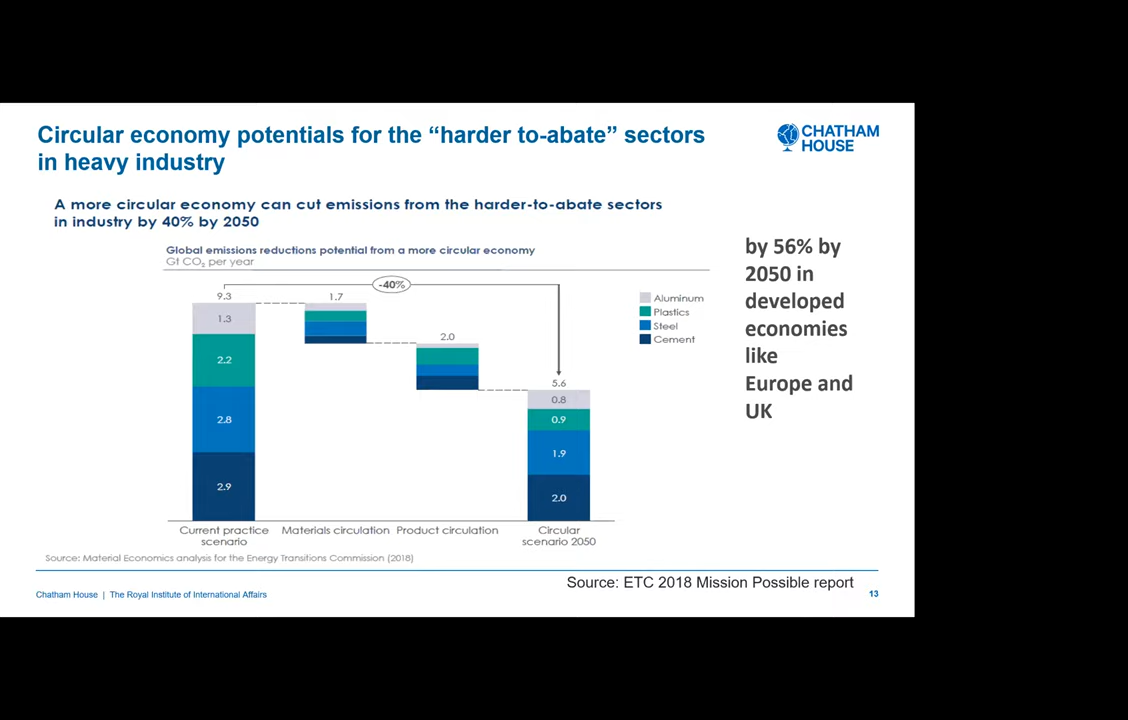 Circular economy potentials for the “harder to-abate” sectors
in heavy industry
CHATHAM
HOUSE
A more circular economy can cut emissions from the harder-to-abate sectors
in industry by 40% by 2050
Global emissions reductions potential from a more circular economy
Gt CO₂ per year
-40%
9.3
1.3
2.2
2.8
2.9
1.7
2.0
5.6
0.8
0.9
1.9
2.0
Aluminum
Plastics
Steel
Cement
Current practice
scenario
Materials circulation
Product circulation
Circular
scenario 2050
by 56% by
2050 in
developed
economies
like
Europe and
UK
Source: Material Economics analysis for the Energy Transitions Commission (2018)
Source: ETC 2018 Mission Possible report
Chatham House | The Royal Institute of International Affairs
13